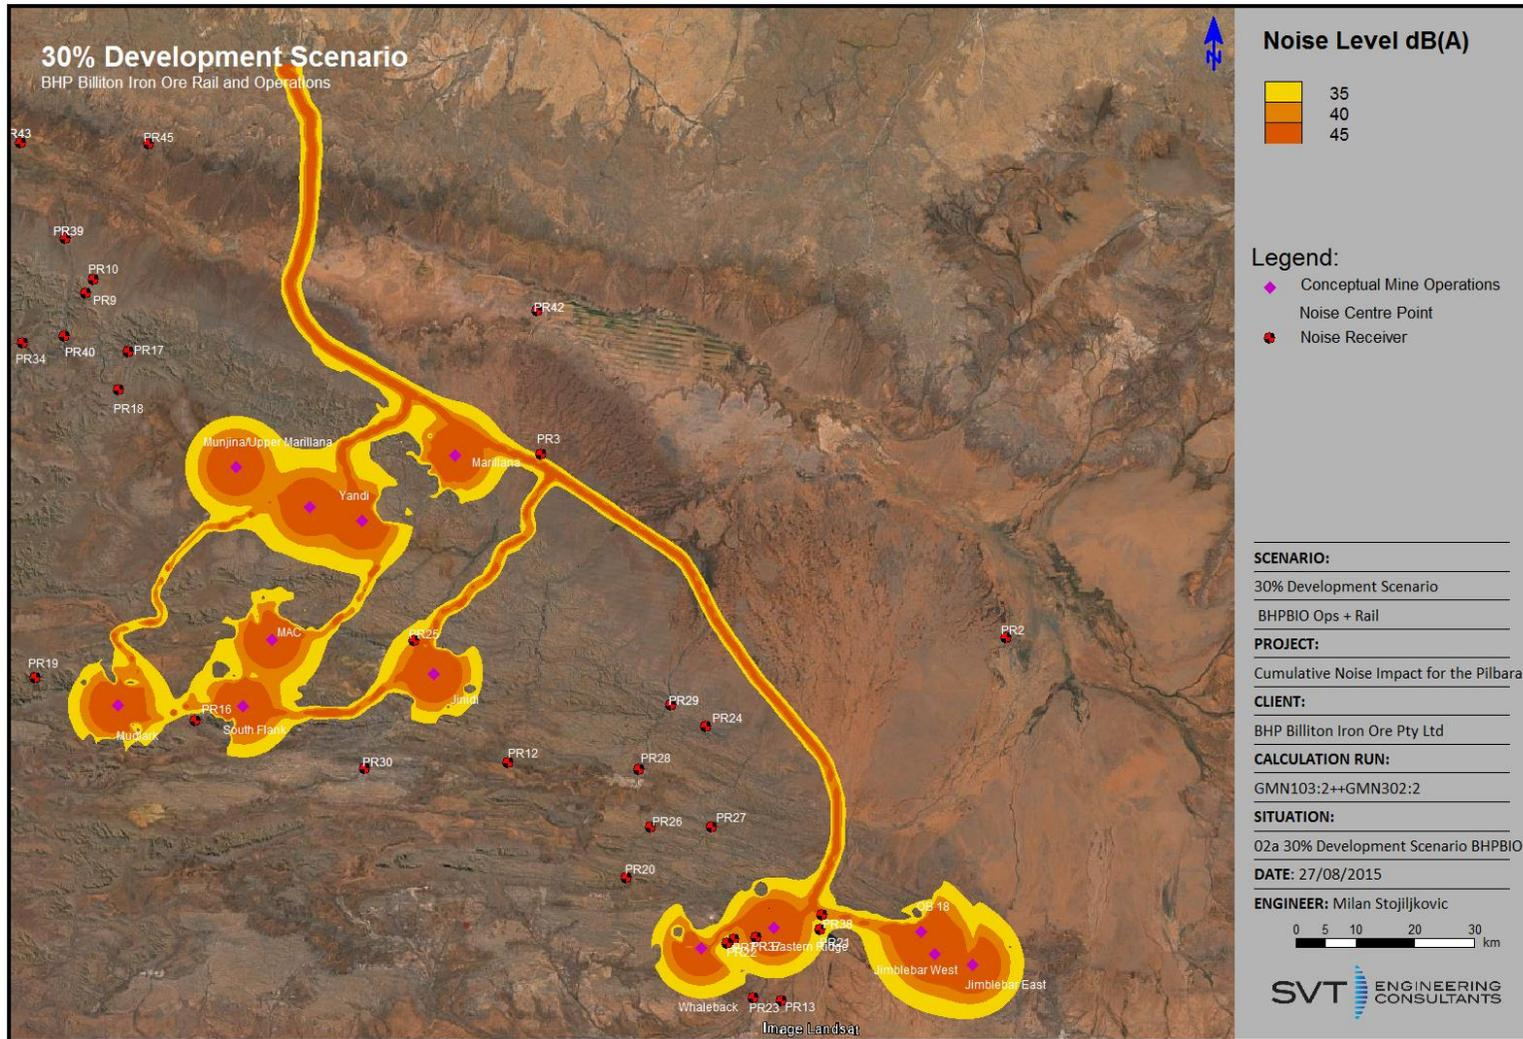 30% Development Scenario
BHP Billiton Iron Ore Rail and Operations
N
R43
PR45
PR39
PR10
PR9
PR42
PR34
PR40
PR17
PR18
Munjina/Upper Marillana
PR3
Marillana
Yandi
MAC
PR25
PR2
PR19
Jinidi
PR29
PR16
PR24
Mudlark
South Flank
PR30
PR12
PR28
PR26
PR27
PR20
OB 18
PR38
PR37
Eastern Ridge
PR21
PR22
Jimblebar West
Jimblebar East
Whaleback
PR23
PR13
Image Landsat
Noise Level dB(A)
35
40
45
Legend:
Conceptual Mine Operations
Noise Centre Point
Noise Receiver
SCENARIO:
30% Development Scenario
BHPBIO Ops + Rail
PROJECT:
Cumulative Noise Impact for the Pilbara
CLIENT:
BHP Billiton Iron Ore Pty Ltd
CALCULATION RUN:
GMN103:2++GMN302:2
SITUATION:
02a 30% Development Scenario BHPBIO
DATE: 27/08/2015
ENGINEER: Milan Stojiljkovic
0 5 10 20 30
km
SVT ENGINEERING
CONSULTANTS